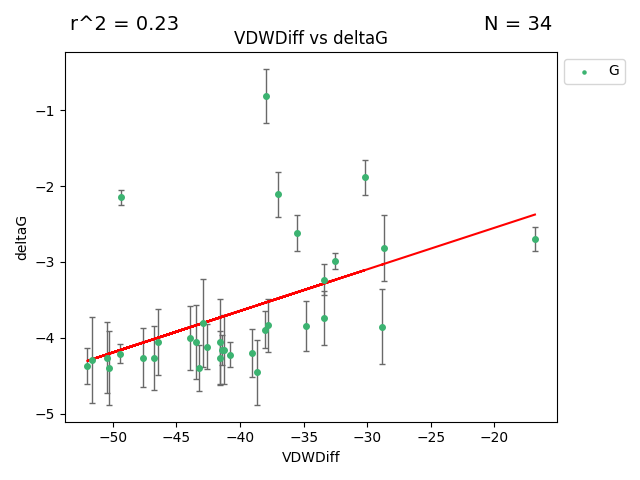 r^2 = 0.23
N = 34
VDWDiff vs deltaG
G
−1
−2
−3
−4
−5
deltaG
−50
−45
−40
−35
−30
−25
−20
VDWDiff